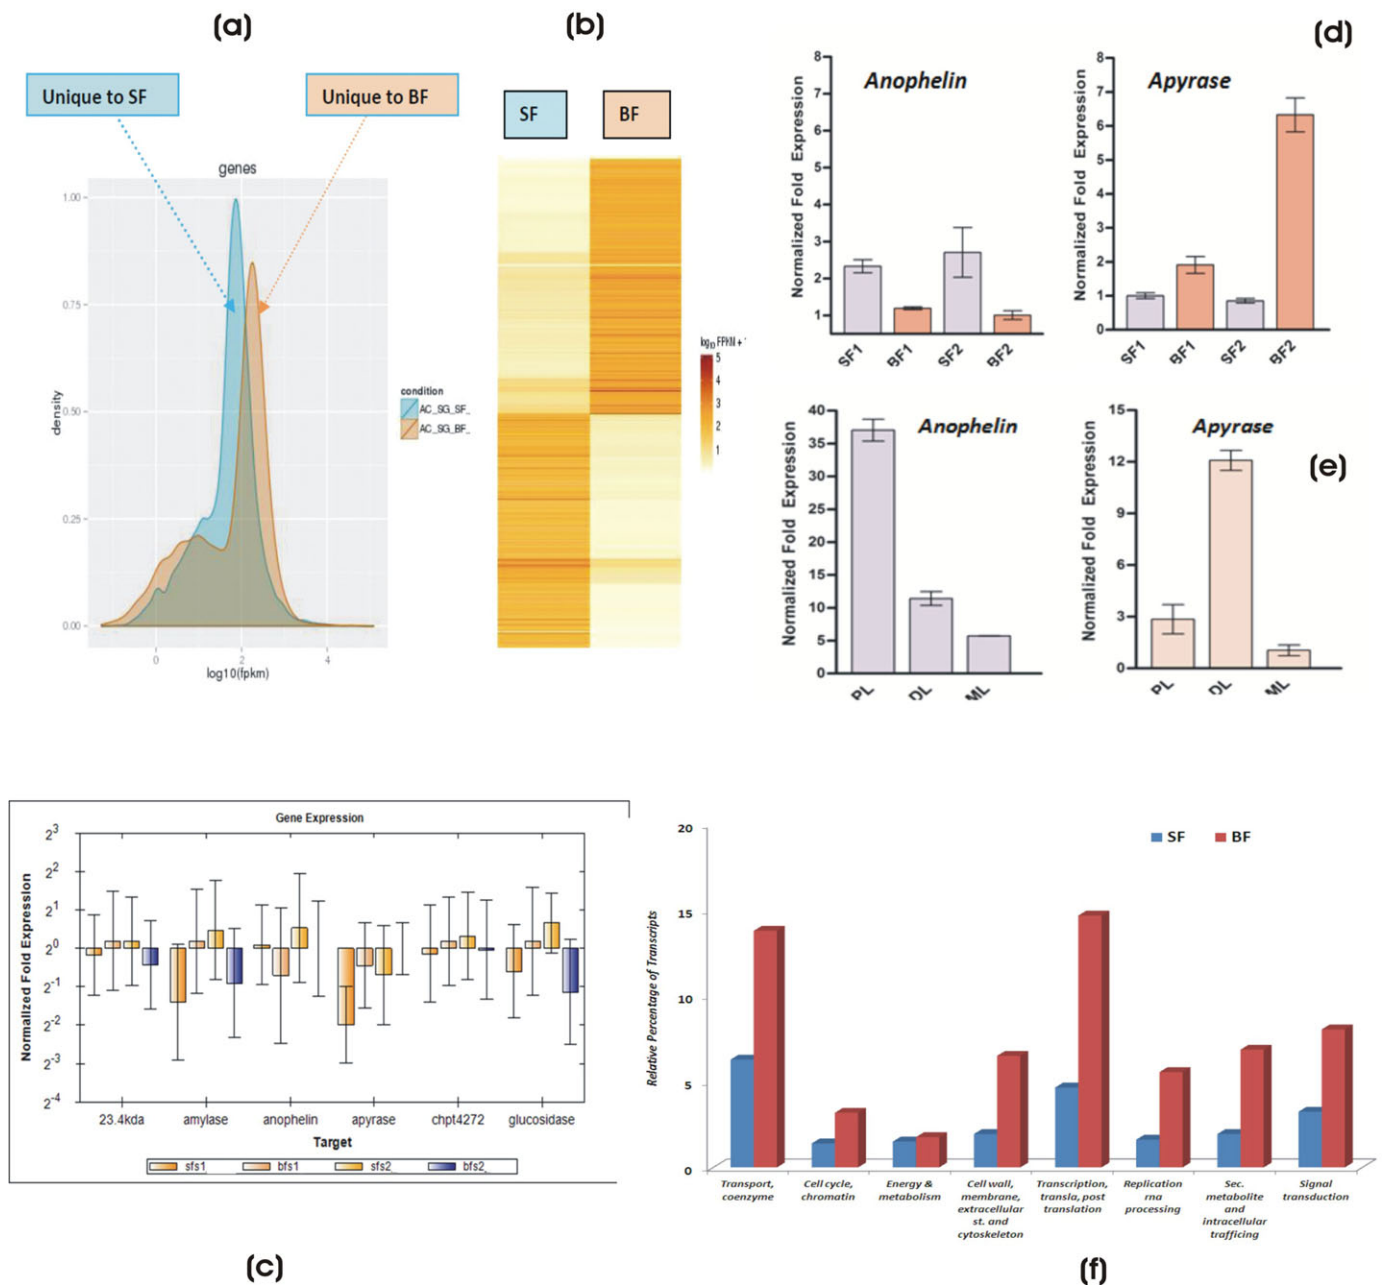 (a)
Unique to SF
Unique to BF
genes
1.00
0.75
0.50
0.25
0.00
density
0
2
4
log10(fpkm)
condition
AC_SG_SF_
AC_SG_BF_
(b)
SF
BF
log10 FPKM +
5
4
3
2
1
(d)
Anophelin
Normalized Fold Expression
8
7
6
5
4
3
2
1
SF1
BF1
SF2
BF2
Apyrase
Normalized Fold Expression
8
7
6
5
4
3
2
1
0
SF1
BF1
SF2
BF2
(e)
Anophelin
Normalized Fold Expression
40
35
30
25
20
15
10
5
0
PL
DL
ML
Apyrase
Normalized Fold Expression
15
12
9
6
3
0
PL
DL
ML
Gene Expression
Normalized Fold Expression
2^3
2^2
2^1
2^0
2^-1
2^-2
2^-3
2^-4
23.4kda
amylase
anophelin
apyrase
chpt4272
glucosidase
Target
sfs1
bfs1
sfs2
bfs2
(c)
SF
BF
Relative Percentage of Transcripts
20
15
10
5
0
Transport,
coenzyme
Cell cycle,
chromatin
Energy &
metabolism
Cell wall,
membrane,
extracellular
st. and
cytoskeleton
Transcription,
transla, post
translation
Replication
rna
processing
Sec.
metabolite
and
intracellular
trafficing
Signal
transduction
(f)